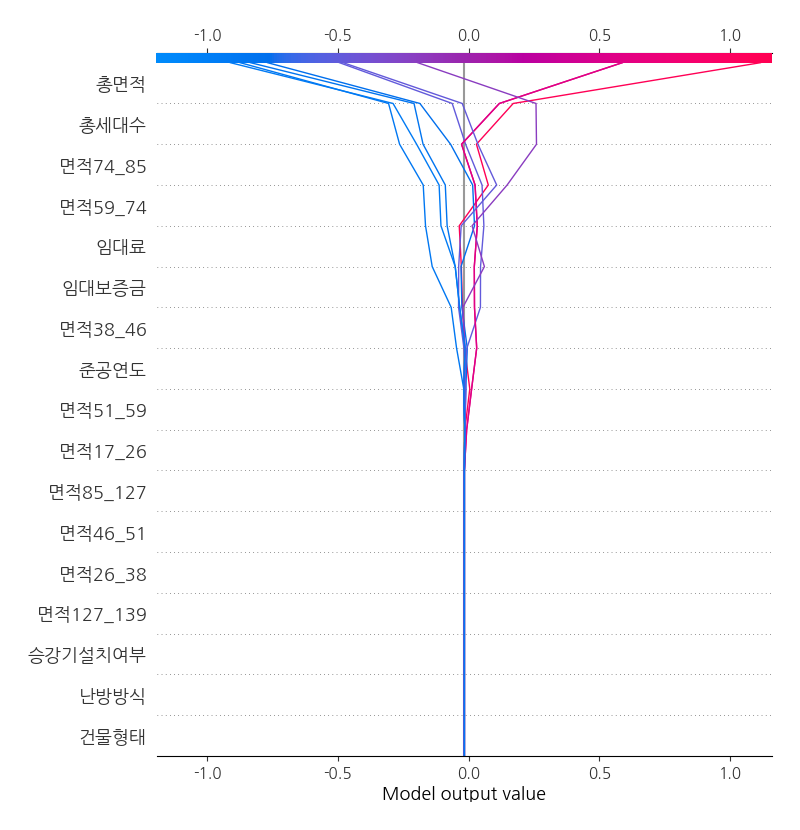 -1.0 -0.5 0.0 0.5 1.0
총면적
총세대수
면적74_85
면적59_74
임대료
임대보증금
면적38_46
준공연도
면적51_59
면적17_26
면적85_127
면적46_51
면적26_38
면적127_139
승강기설치여부
난방방식
건물형태
-1.0 -0.5 0.0 0.5 1.0
Model output value